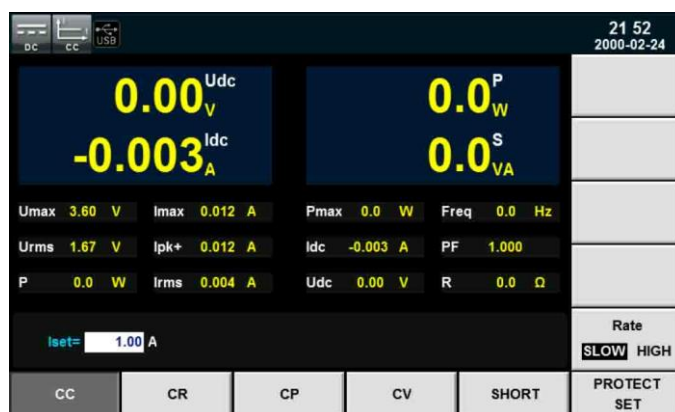 DC CC USB
21 52
2000-02-24
0.00 Udc V
-0.003 Idc A
0.0 P W
0.0 S VA
Umax 3.60 V Imax 0.012 A Pmax 0.0 W Freq 0.0 Hz
Urms 1.67 V Ipk+ 0.012 A Idc -0.003 A PF 1.000
P 0.0 W Irms 0.004 A Udc 0.00 V R 0.0 Ω
Iset= 1.00 A
Rate
SLOW HIGH
CC CR CP CV SHORT
PROTECT
SET